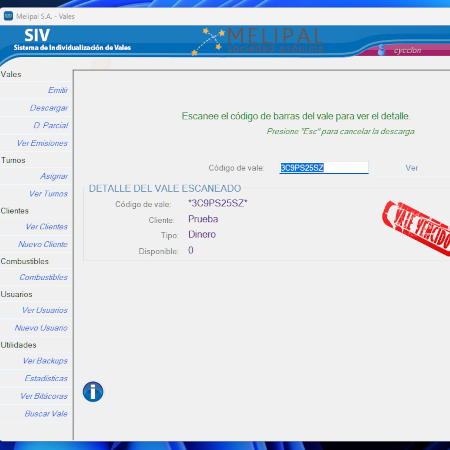 Melipal S.A. - Vales
SIV
Sistema de Individualización de Vales
MELIPAL
sociedad anónima
cycclon
Vales
Emitir
Descargar
D. Parcial
Ver Emisiones
Turnos
Asignar
Ver Turnos
Clientes
Ver Clientes
Nuevo Cliente
Combustibles
Combustibles
Usuarios
Ver Usuarios
Nuevo Usuario
Utilidades
Ver Backups
Estadísticas
Ver Bitácoras
Buscar Vale
Escanee el código de barras del vale para ver el detalle.
Presione "Esc" para cancelar la descarga
Código de vale: 3C9PS25SZ Ver
DETALLE DEL VALE ESCANEADO
Código de vale: *3C9PS25SZ*
Cliente: Prueba
Tipo: Dinero
Disponible: 0
VALE VENCIDO